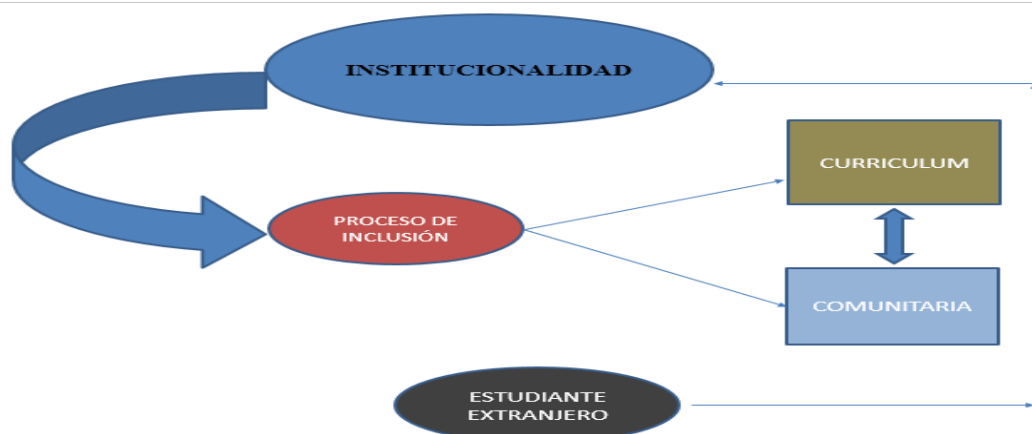 INSTITUCIONALIDAD
CURRICULUM
PROCESO DE
INCLUSIÓN
COMUNITARIA
ESTUDIANTE
EXTRANJERO